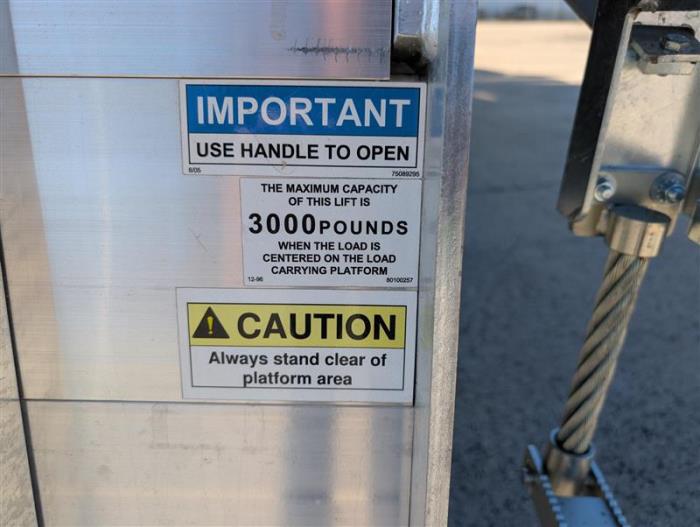 IMPORTANT
USE HANDLE TO OPEN
8/05 75089295
THE MAXIMUM CAPACITY
OF THIS LIFT IS
3000POUNDS
WHEN THE LOAD IS
CENTERED ON THE LOAD
CARRYING PLATFORM
12-96 80100257
CAUTION
Always stand clear of
platform area